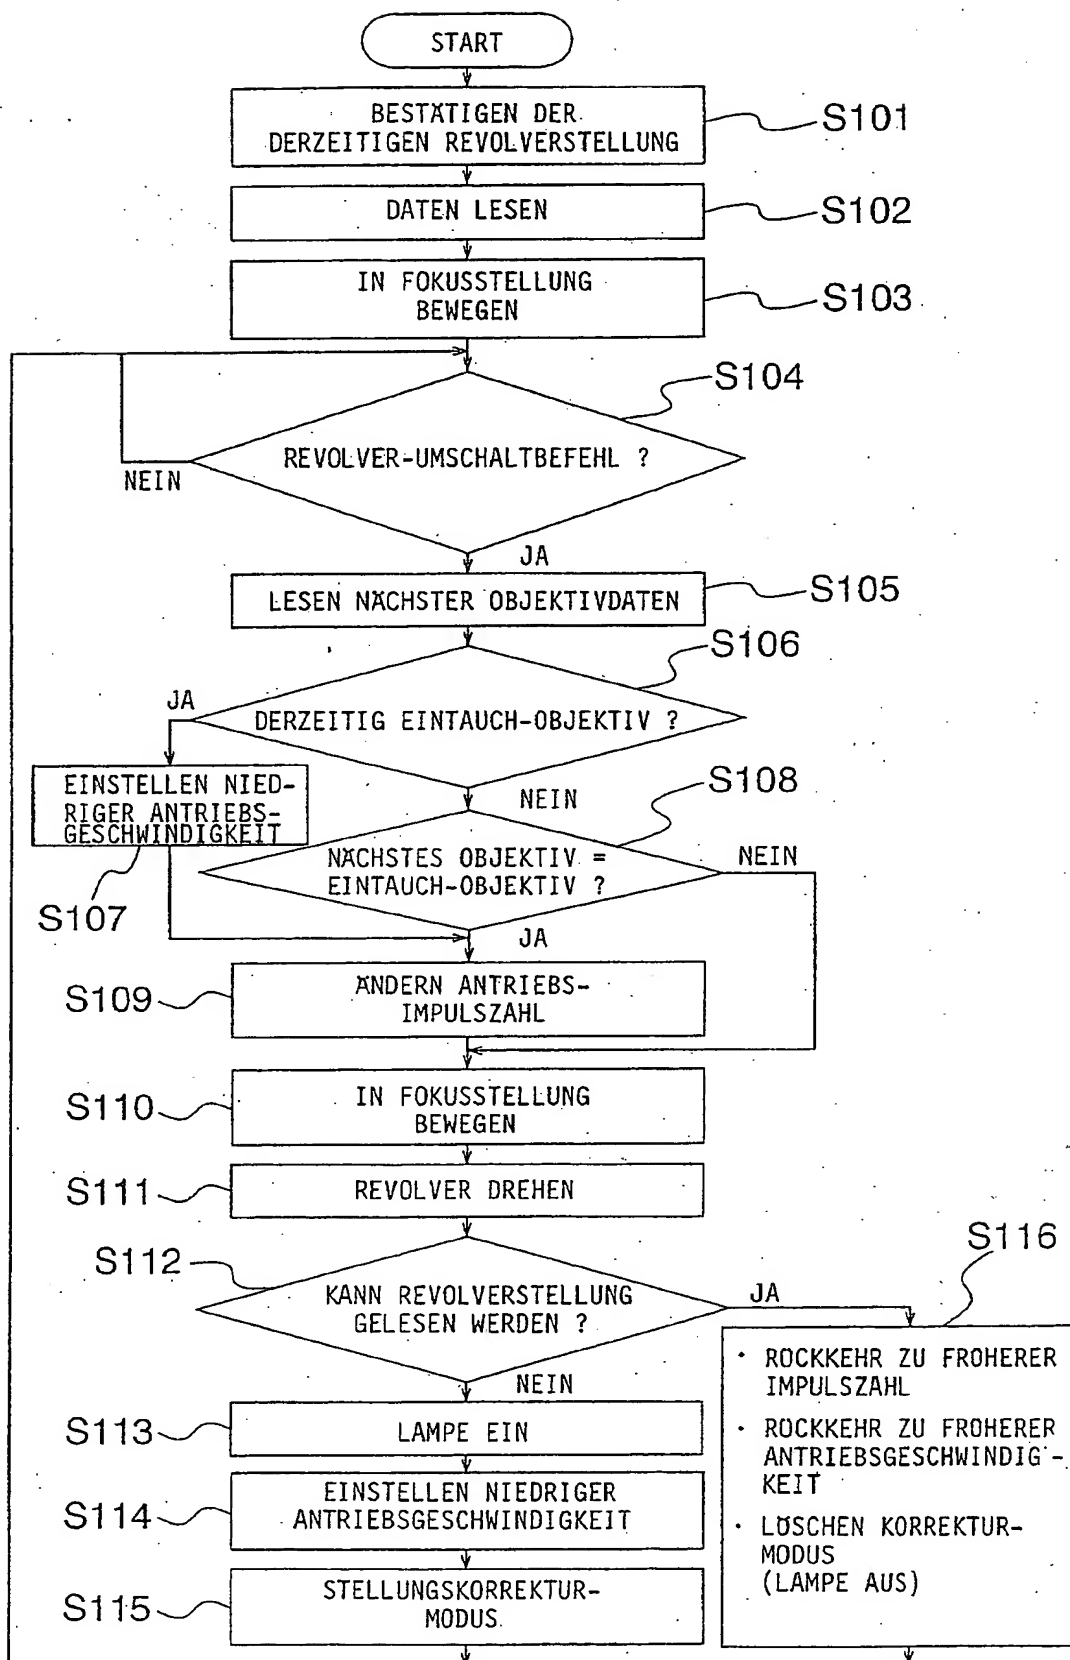 START
BESTÄTIGEN DER
DERZEITIGEN REVOLVERSTELLUNG
S101
DATEN LESEN
S102
IN FOKUSSTELLUNG
BEWEGEN
S103
S104
REVOLVER-UMSCHALTBEFEHL ?
NEIN
JA
LESEN NÄCHSTER OBJEKTIVDATEN
S105
S106
JA
DERZEITIG EINTAUCH-OBJEKTIV ?
EINSTELLEN NIED-
RIGER ANTRIEBS-
GESCHWINDIGKEIT
S107
NEIN
S108
NÄCHSTES OBJEKTIV =
EINTAUCH-OBJEKTIV ?
NEIN
JA
S109
ÄNDERN ANTRIEBS-
IMPULSZAHL
S110
IN FOKUSSTELLUNG
BEWEGEN
S111
REVOLVER DREHEN
S112
KANN REVOLVERSTELLUNG
GELESEN WERDEN ?
JA
S116
NEIN
· ROCKKEHR ZU FROHERER
IMPULSZAHL
· ROCKKEHR ZU FROHERER
ANTRIEBSGESCHWINDIG-
KEIT
· LÖSCHEN KORREKTUR-
MODUS
(LAMPE AUS)
S113
LAMPE EIN
S114
EINSTELLEN NIEDRIGER
ANTRIEBSGESCHWINDIGKEIT
S115
STELLUNGSKORREKTUR-
MODUS